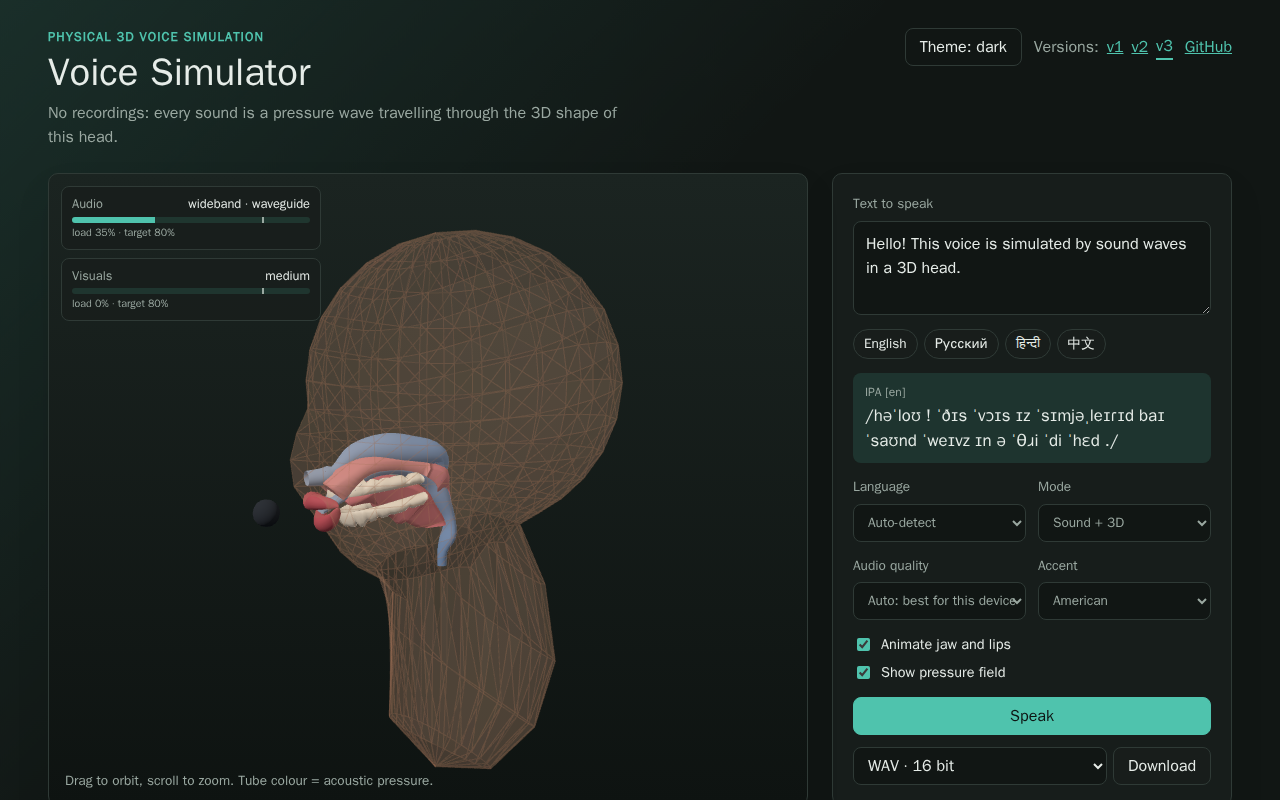 PHYSICAL 3D VOICE SIMULATION
Voice Simulator
No recordings: every sound is a pressure wave travelling through the 3D shape of
this head.
Theme: dark
Versions: v1 v2 v3 GitHub
Audio wideband · waveguide
load 35% · target 80%
Visuals medium
load 0% · target 80%
Drag to orbit, scroll to zoom. Tube colour = acoustic pressure.
Text to speak
Hello! This voice is simulated by sound waves
in a 3D head.
English Русский हिन्दी 中文
IPA [en]
/həˈloʊ ! ˈðɪs ˈvɔɪs ɪz ˈsɪmjəˌleɪɾɪd baɪ
ˈsaʊnd ˈweɪvz ɪn ə ˈθɹi ˈdi ˈhɛd ./
Language Mode
Auto-detect Sound + 3D
Audio quality Accent
Auto: best for this device American
Animate jaw and lips
Show pressure field
Speak
WAV · 16 bit Download